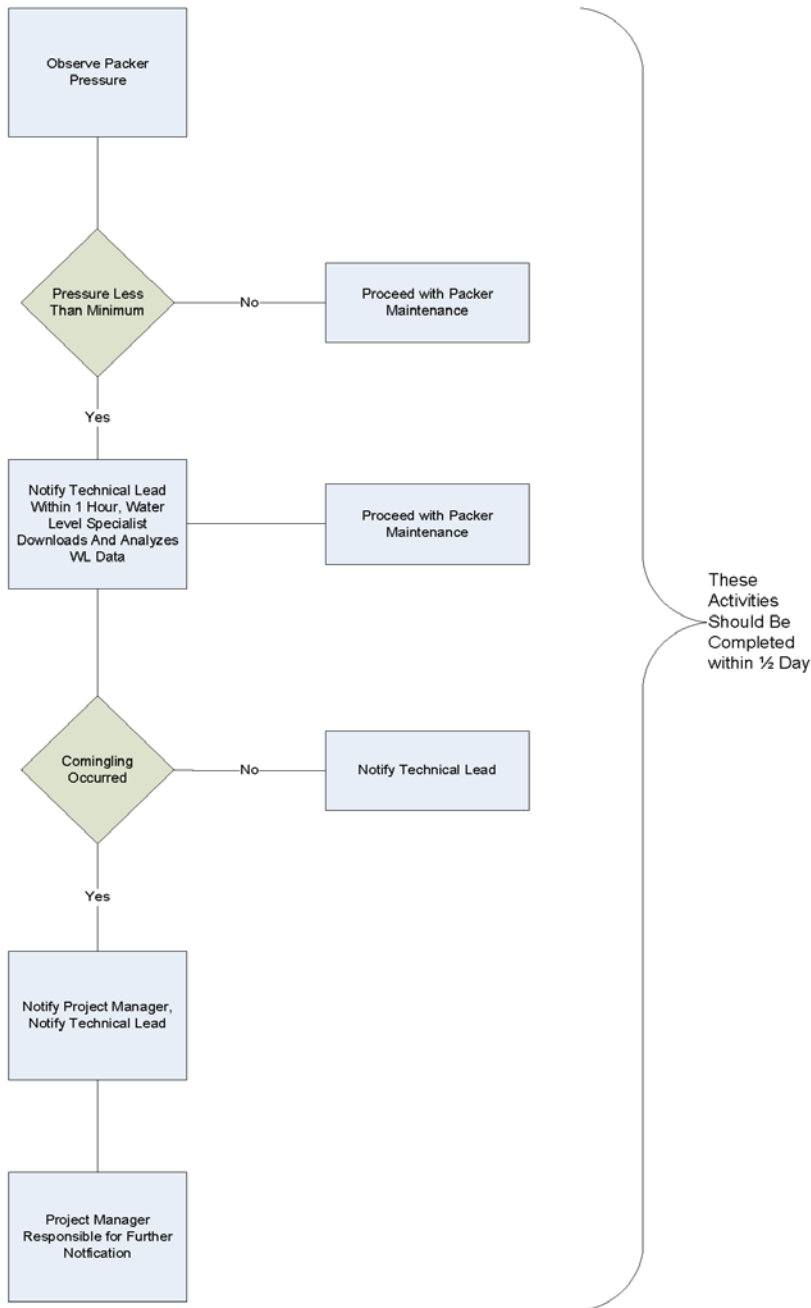 Observe Packer
Pressure
Pressure Less
Than Minimum
No
Proceed with Packer
Maintenance
Yes
Notify Technical Lead
Within 1 Hour, Water
Level Specialist
Downloads And Analyzes
WL Data
Proceed with Packer
Maintenance
These
Activities
Should Be
Completed
within ½ Day
Comingling
Occurred
No
Notify Technical Lead
Yes
Notify Project Manager,
Notify Technical Lead
Project Manager
Responsible for Further
Notfication